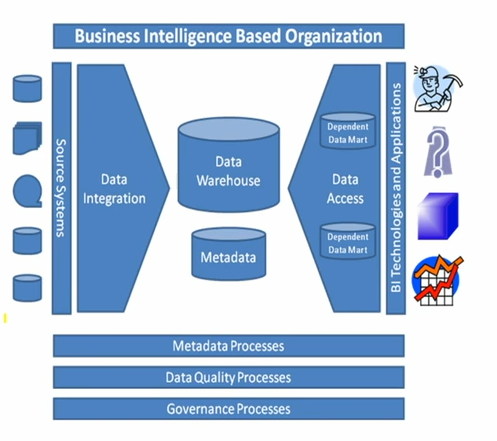 Business Intelligence Based Organization
Source Systems
Data
Integration
Data
Warehouse
Metadata
Dependent
Data Mart
Data
Access
Dependent
Data Mart
BI Technologies and Applications
Metadata Processes
Data Quality Processes
Governance Processes